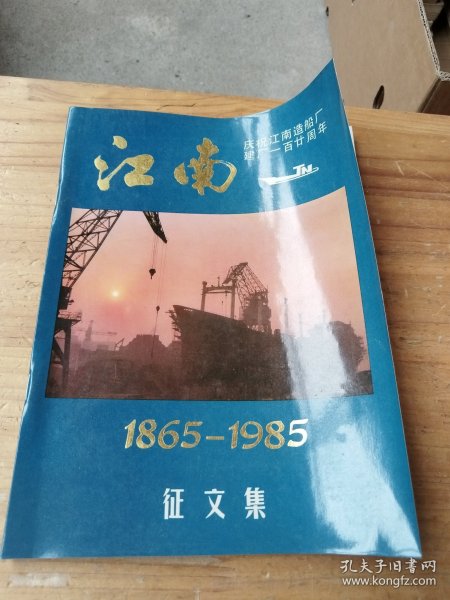 江南
庆祝江南造船厂
建厂一百廿周年
JN
1865-1985
征文集
孔夫子旧书网
www.kongfz.com